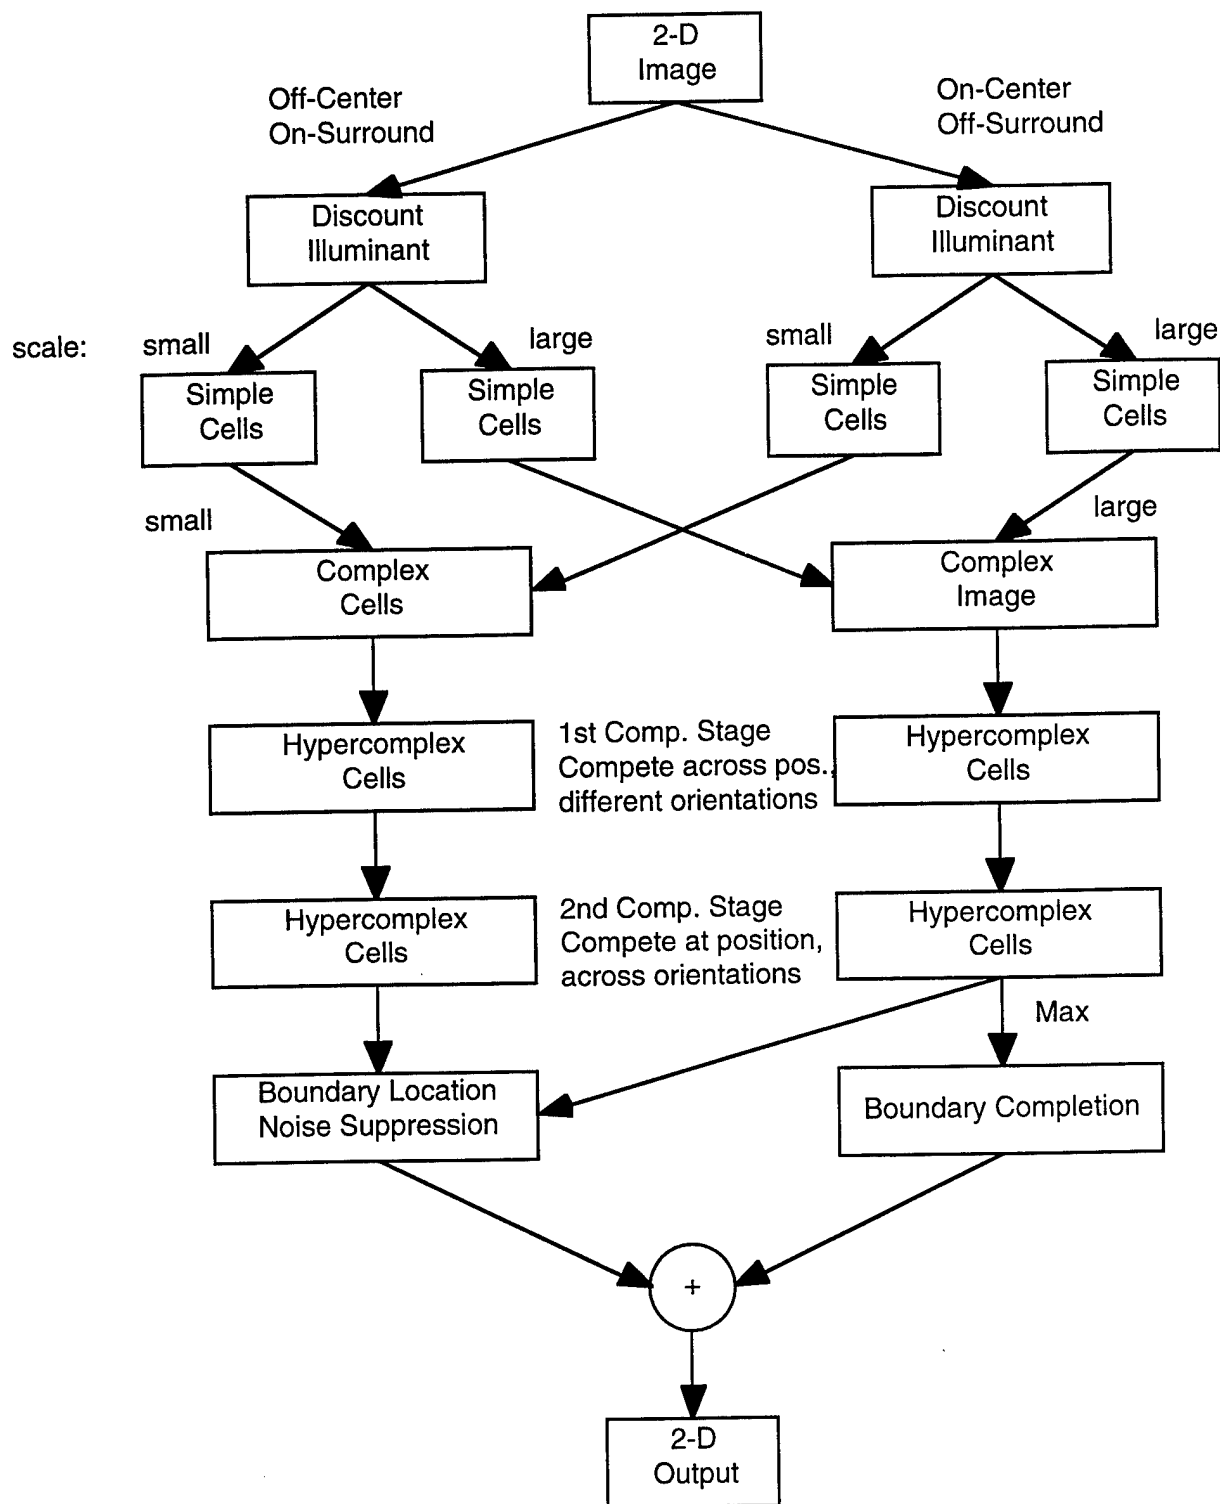 2-D
Image
Off-Center
On-Surround
On-Center
Off-Surround
Discount
Illuminant
Discount
Illuminant
scale:
small
large
small
large
Simple
Cells
Simple
Cells
Simple
Cells
Simple
Cells
small
large
Complex
Cells
Complex
Image
Hypercomplex
Cells
1st Comp. Stage
Compete across pos.,
different orientations
Hypercomplex
Cells
Hypercomplex
Cells
2nd Comp. Stage
Compete at position,
across orientations
Hypercomplex
Cells
Max
Boundary Location
Noise Suppression
Boundary Completion
+
2-D
Output